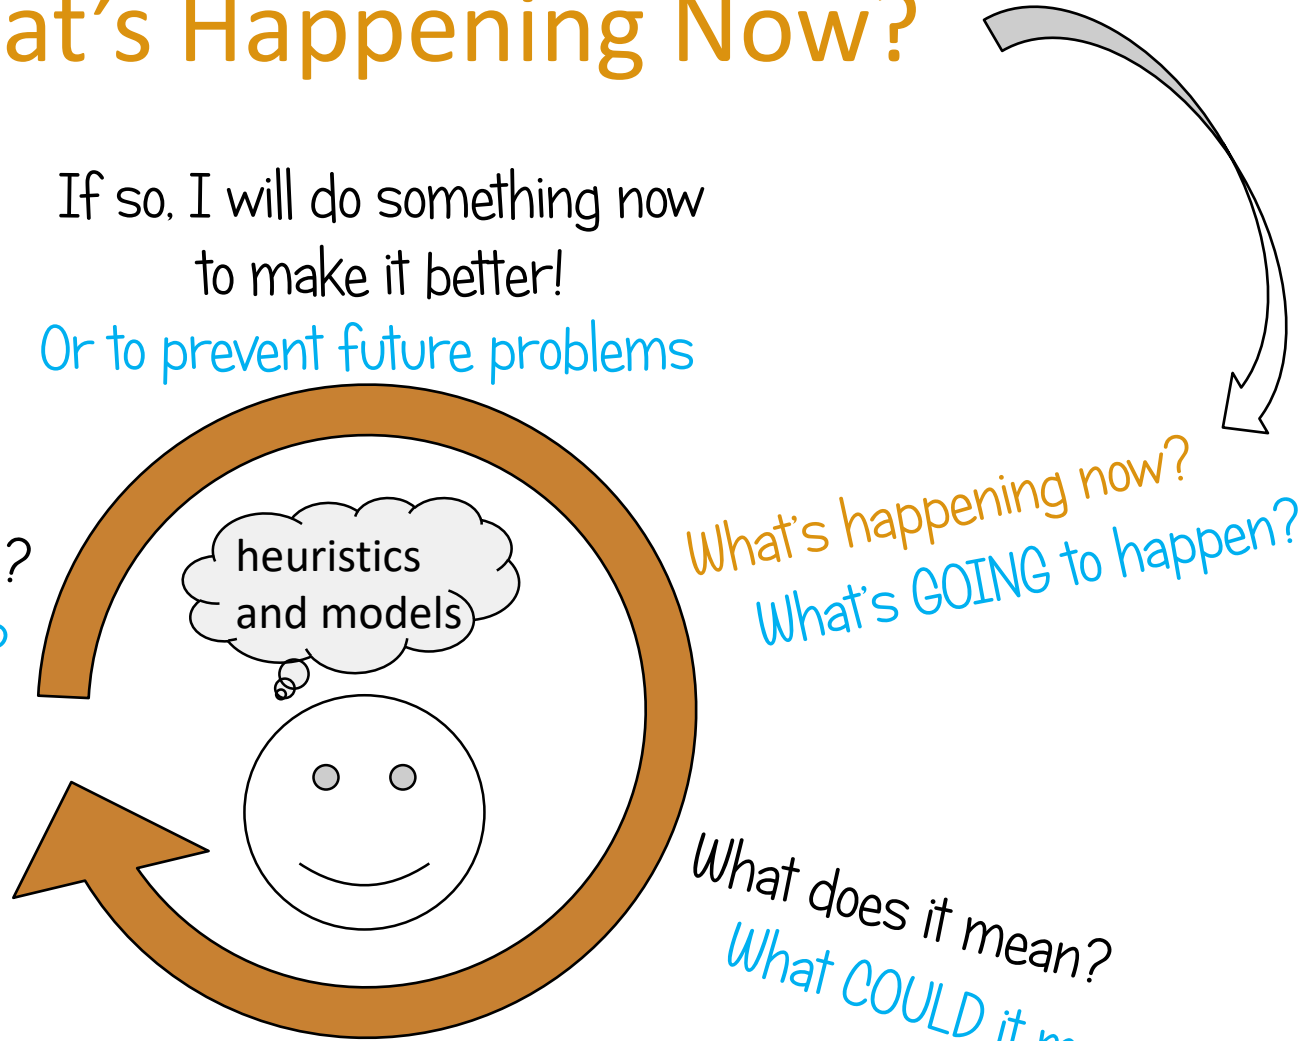 at's Happening Now?
If so, I will do something now
to make it better!
Or to prevent future problems
?
heuristics
and models
What's happening now?
What's GOING to happen?
What does it mean?
What COULD it